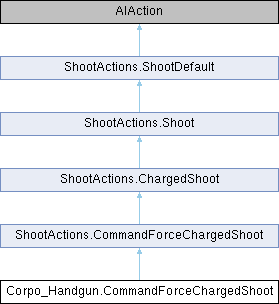 AIAction
ShootActions.ShootDefault
ShootActions.Shoot
ShootActions.ChargedShoot
ShootActions.CommandForceChargedShoot
Corpo_Handgun.CommandForceChargedShoot